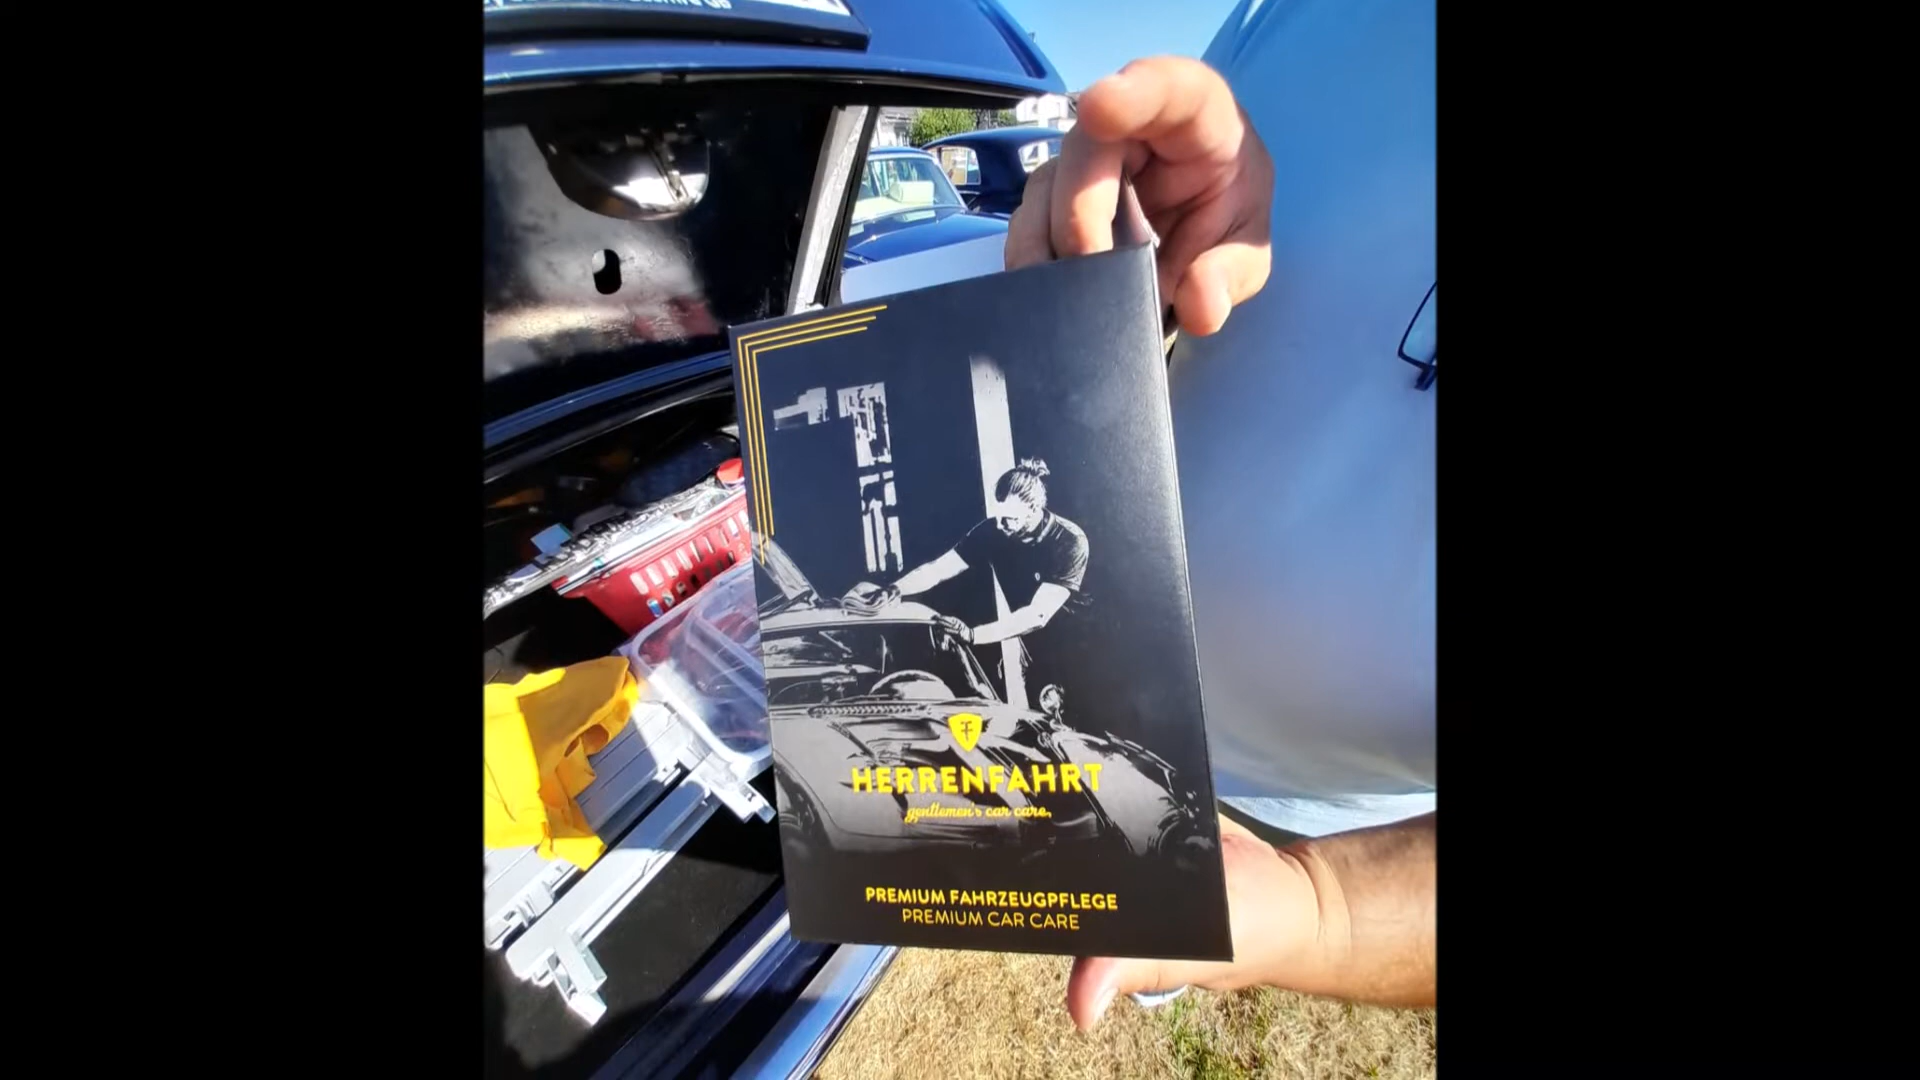 HERRENFAHRT
gentlemen's car care.
PREMIUM FAHRZEUGPFLEGE
PREMIUM CAR CARE